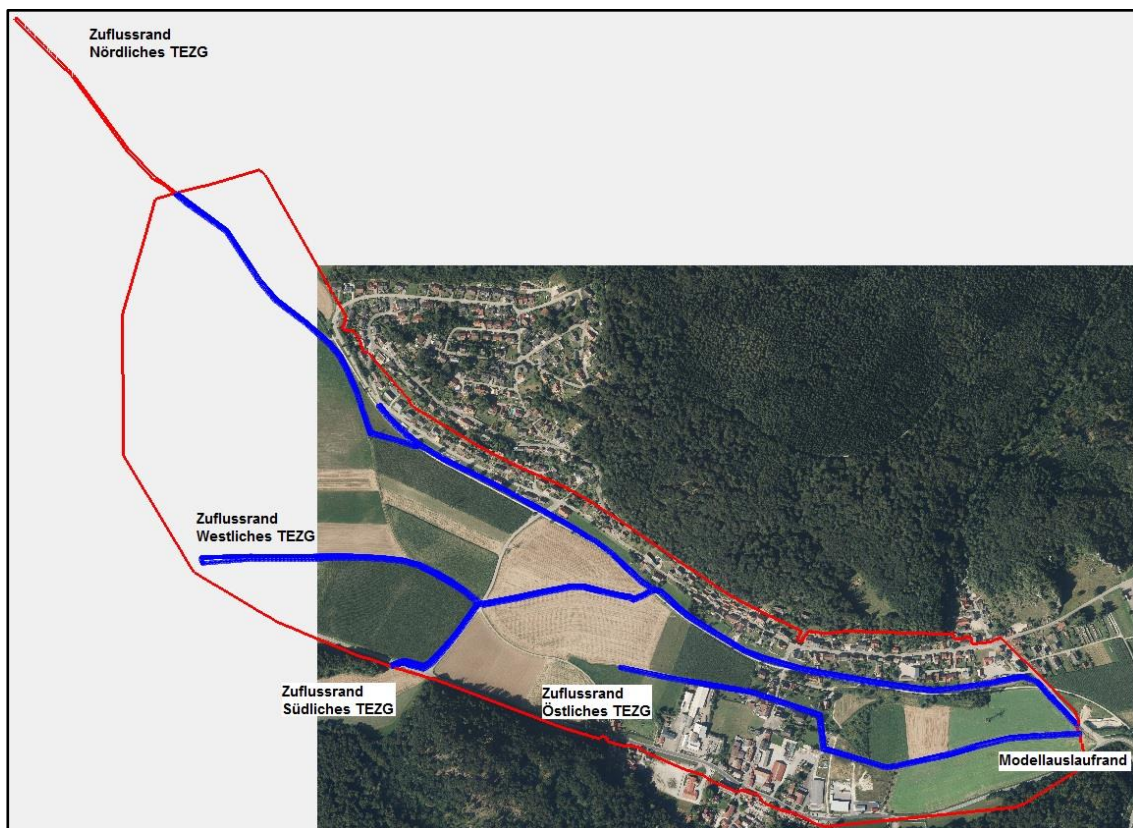 Zuflussrand
Nördliches TEZG
Zuflussrand
Westliches TEZG
Zuflussrand
Südliches TEZG
Zuflussrand
Östliches TEZG
Modellauslaufrand